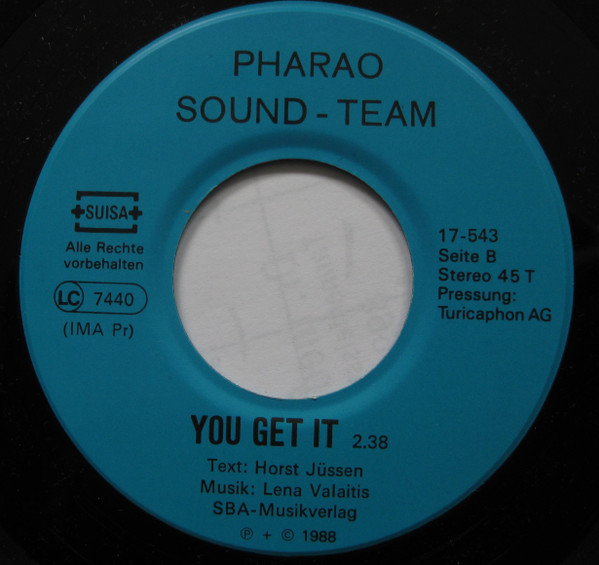 PHARAO
SOUND - TEAM
SUISA
Alle Rechte
vorbehalten
LC 7440
(IMA Pr)
17-543
Seite B
Stereo 45 T
Pressung:
Turicaphon AG
YOU GET IT 2.38
Text: Horst Jüssen
Musik: Lena Valaitis
SBA-Musikverlag
℗ + © 1988